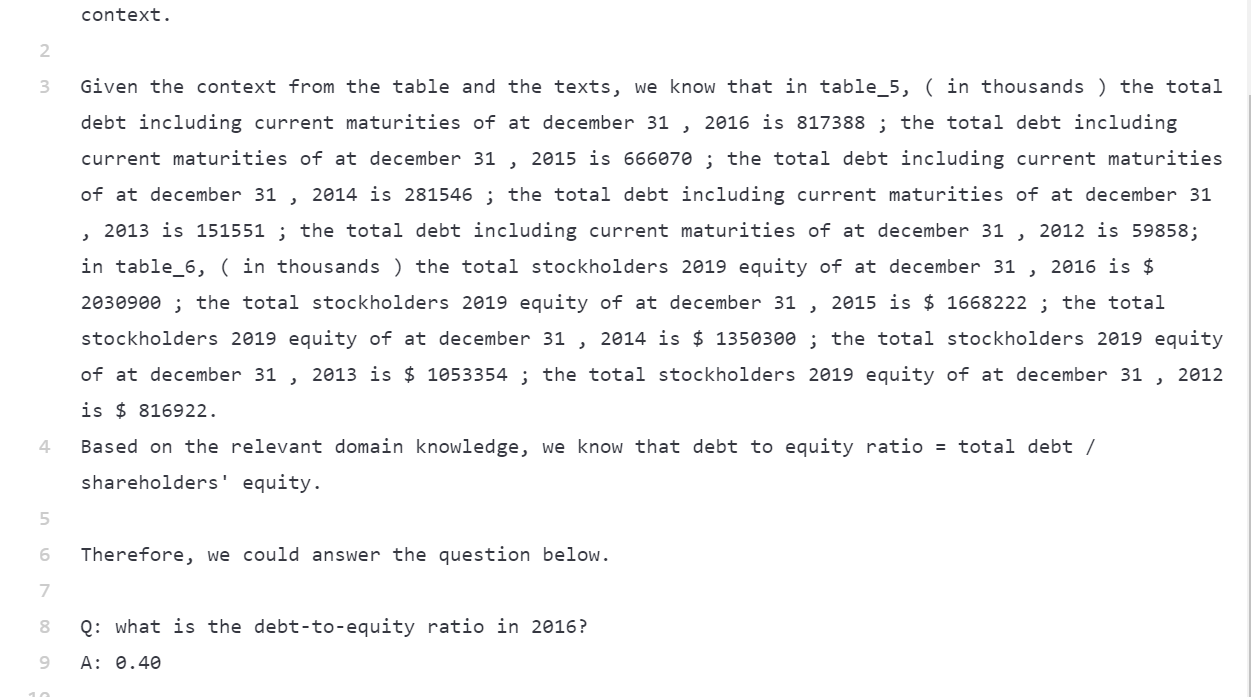 context.
2
3 Given the context from the table and the texts, we know that in table_5, ( in thousands ) the total
debt including current maturities of at december 31 , 2016 is 817388 ; the total debt including
current maturities of at december 31 , 2015 is 666070 ; the total debt including current maturities
of at december 31 , 2014 is 281546 ; the total debt including current maturities of at december 31
, 2013 is 151551 ; the total debt including current maturities of at december 31 , 2012 is 59858;
in table_6, ( in thousands ) the total stockholders 2019 equity of at december 31 , 2016 is $
2030900 ; the total stockholders 2019 equity of at december 31 , 2015 is $ 1668222 ; the total
stockholders 2019 equity of at december 31 , 2014 is $ 1350300 ; the total stockholders 2019 equity
of at december 31 , 2013 is $ 1053354 ; the total stockholders 2019 equity of at december 31 , 2012
is $ 816922.
4 Based on the relevant domain knowledge, we know that debt to equity ratio = total debt /
shareholders' equity.
5
6 Therefore, we could answer the question below.
7
8 Q: what is the debt-to-equity ratio in 2016?
9 A: 0.40
10